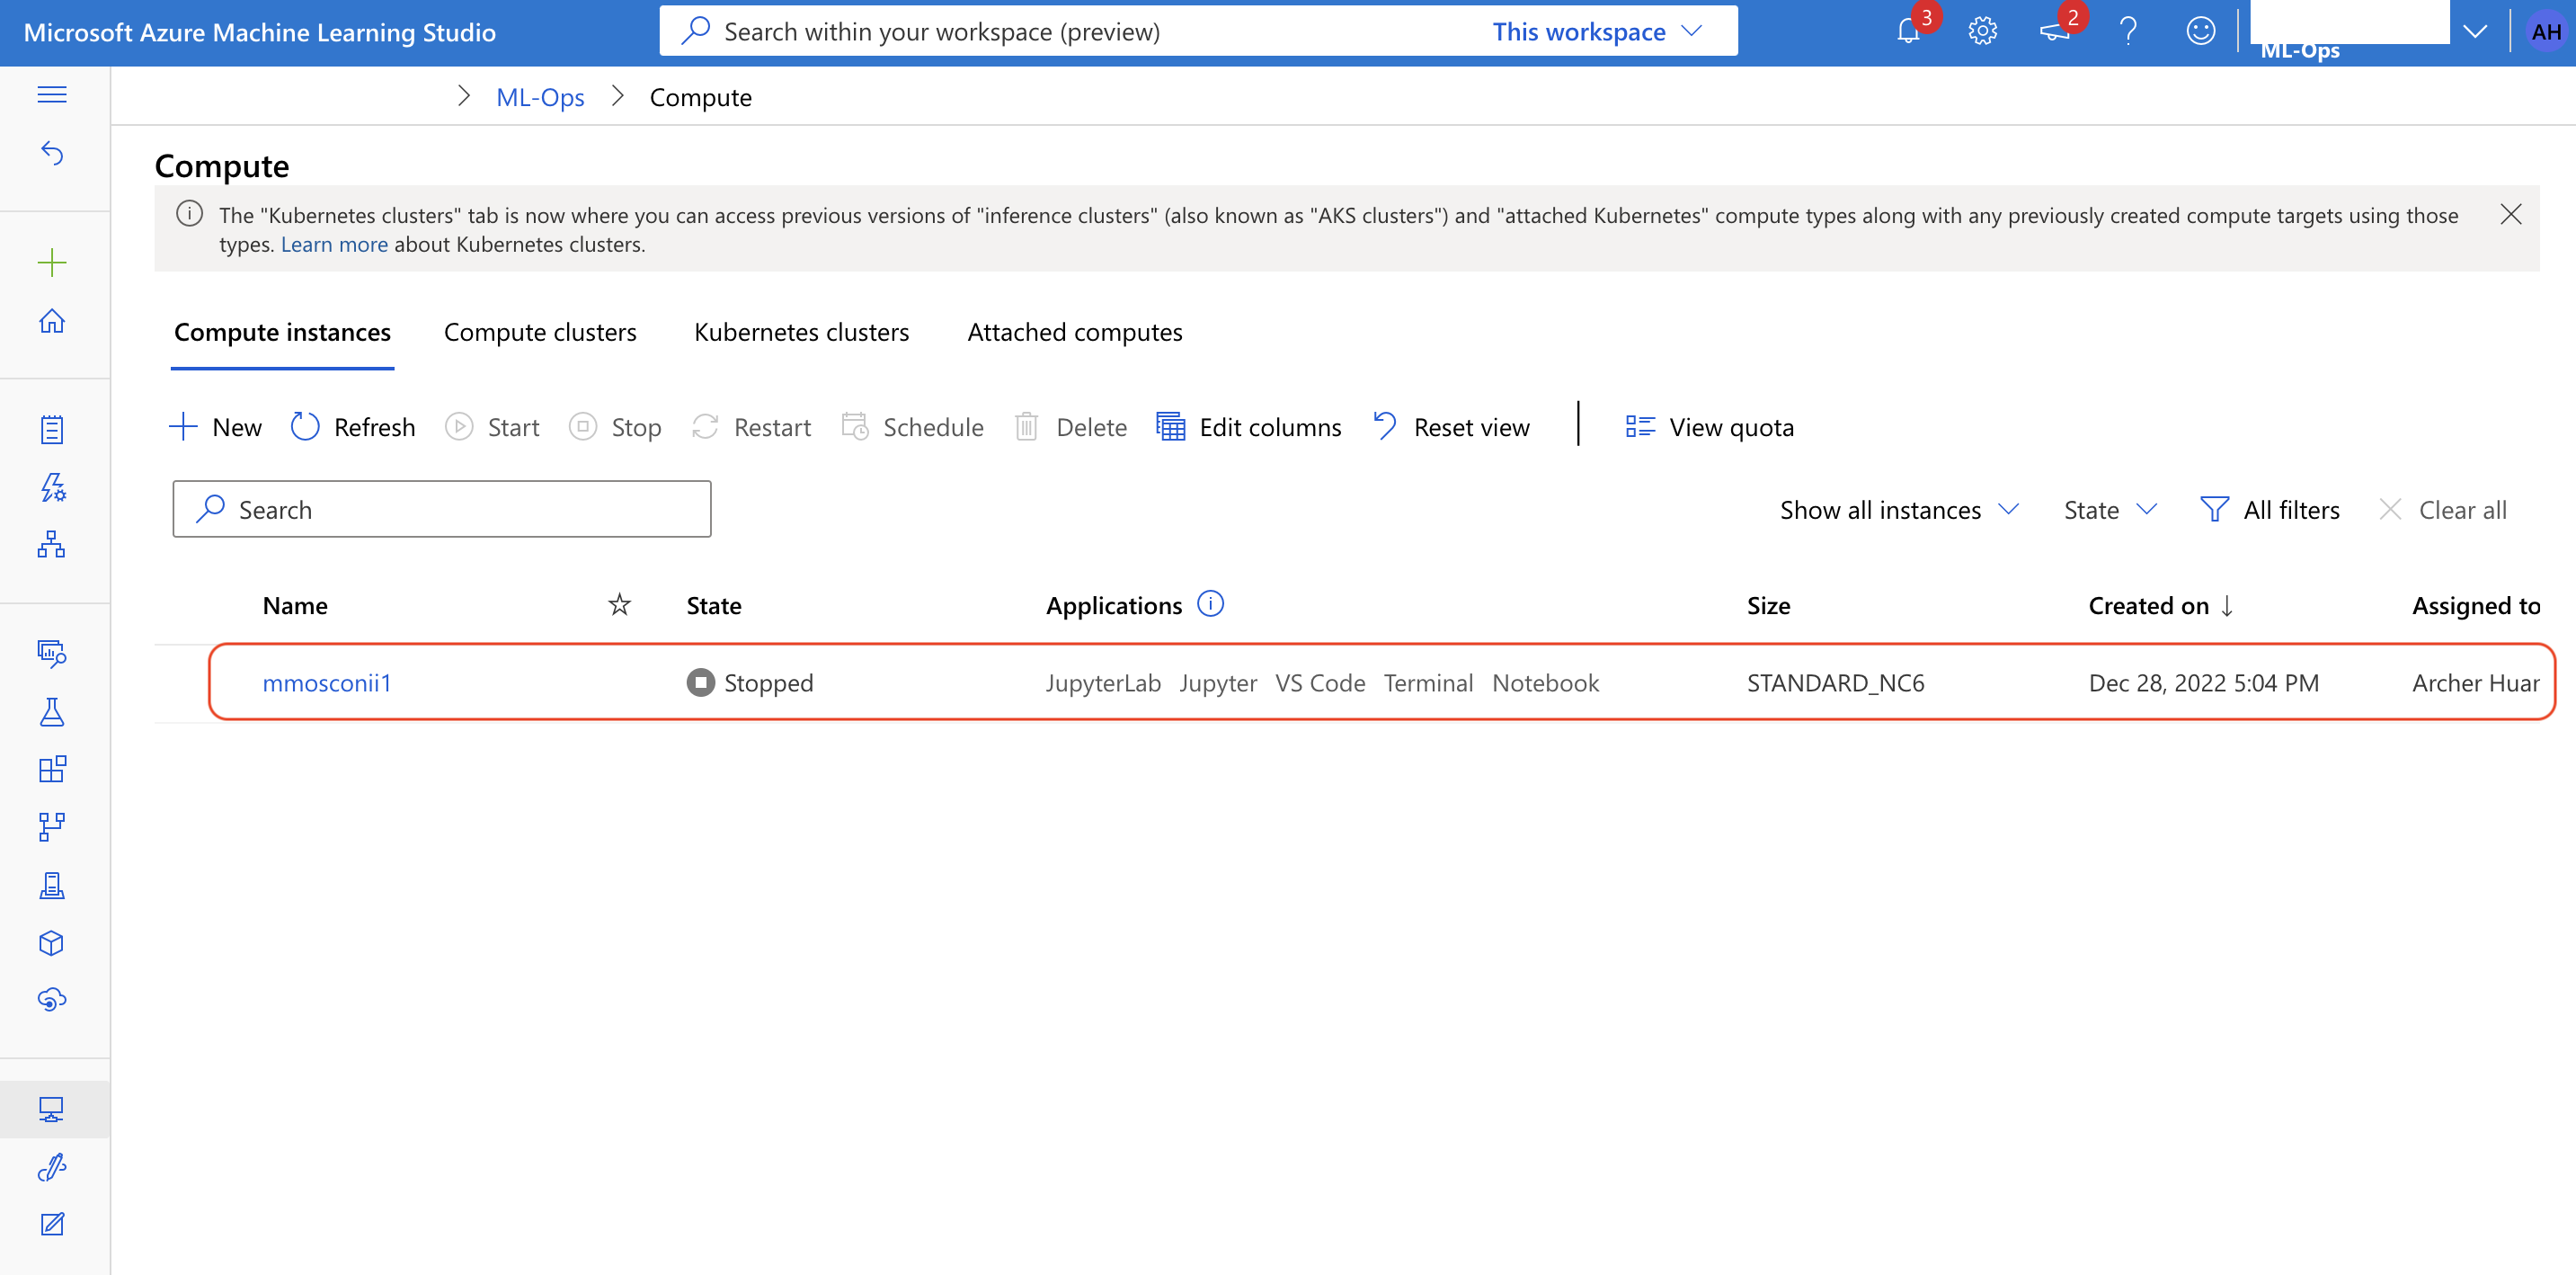 Microsoft Azure Machine Learning Studio
Search within your workspace (preview)
This workspace
3
2
ML-Ops
AH
ML-Ops
Compute
Compute
The "Kubernetes clusters" tab is now where you can access previous versions of "inference clusters" (also known as "AKS clusters") and "attached Kubernetes" compute types along with any previously created compute targets using those
types. Learn more about Kubernetes clusters.
Compute instances
Compute clusters
Kubernetes clusters
Attached computes
New
Refresh
Start
Stop
Restart
Schedule
Delete
Edit columns
Reset view
View quota
Search
Show all instances
State
All filters
Clear all
Name
State
Applications
Size
Created on
Assigned to
mmosconii1
Stopped
JupyterLab Jupyter VS Code Terminal Notebook
STANDARD_NC6
Dec 28, 2022 5:04 PM
Archer Huar